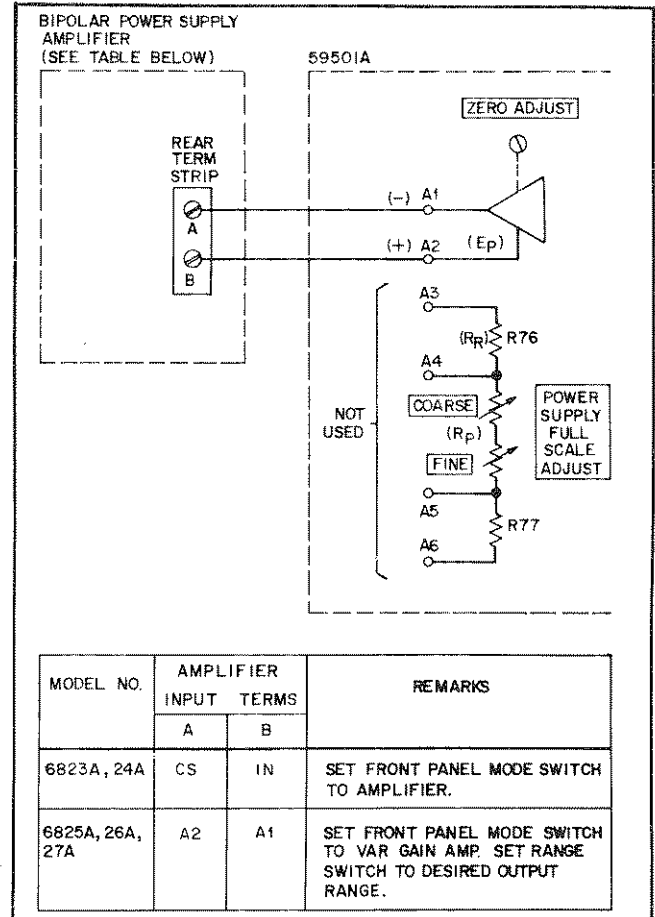 BIPOLAR POWER SUPPLY
AMPLIFIER
(SEE TABLE BELOW)
59501A
ZERO ADJUST
REAR
TERM
STRIP
A
B
(-) A1
(+) A2 (Ep)
A3
(RR) R76
A4
NOT
USED
COARSE
(Rp)
FINE
POWER
SUPPLY
FULL
SCALE
ADJUST
A5
R77
A6
MODEL NO. AMPLIFIER REMARKS
INPUT TERMS
A B
6823A, 24A CS IN SET FRONT PANEL MODE SWITCH
TO AMPLIFIER.
6825A, 26A, A2 A1 SET FRONT PANEL MODE SWITCH
27A TO VAR GAIN AMP. SET RANGE
SWITCH TO DESIRED OUTPUT
RANGE.